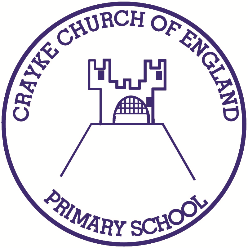 CRAYKE CHURCH OF ENGLAND
PRIMARY SCHOOL